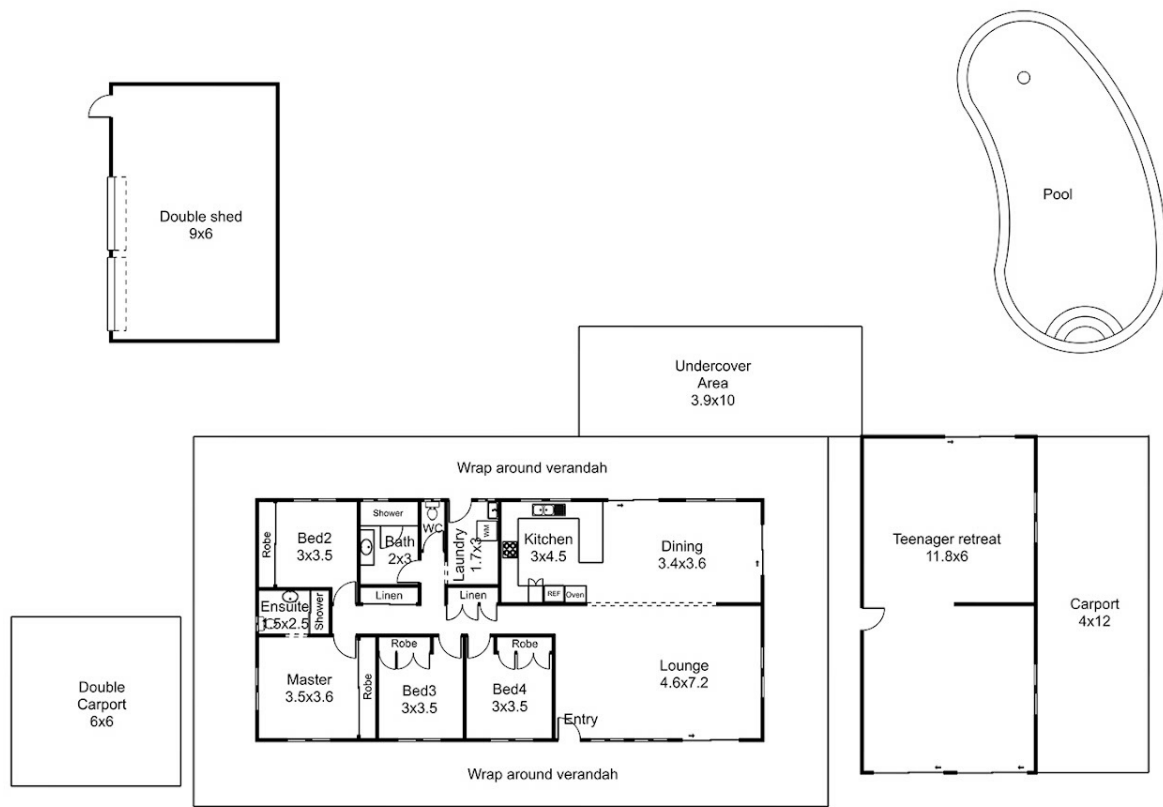 Double shed
9x6
Pool
Undercover
Area
3.9x10
Wrap around verandah
Robe
Bed2
3x3.5
Shower
Bath
2x3
WC
Laundry
1.7x3
WM
Kitchen
3x4.5
REF
Oven
Dining
3.4x3.6
Linen
Linen
Ensuite
1.5x2.5
Shower
Master
3.5x3.6
Robe
Robe
Bed3
3x3.5
Robe
Bed4
3x3.5
Entry
Lounge
4.6x7.2
Wrap around verandah
Teenager retreat
11.8x6
Carport
4x12
Double
Carport
6x6